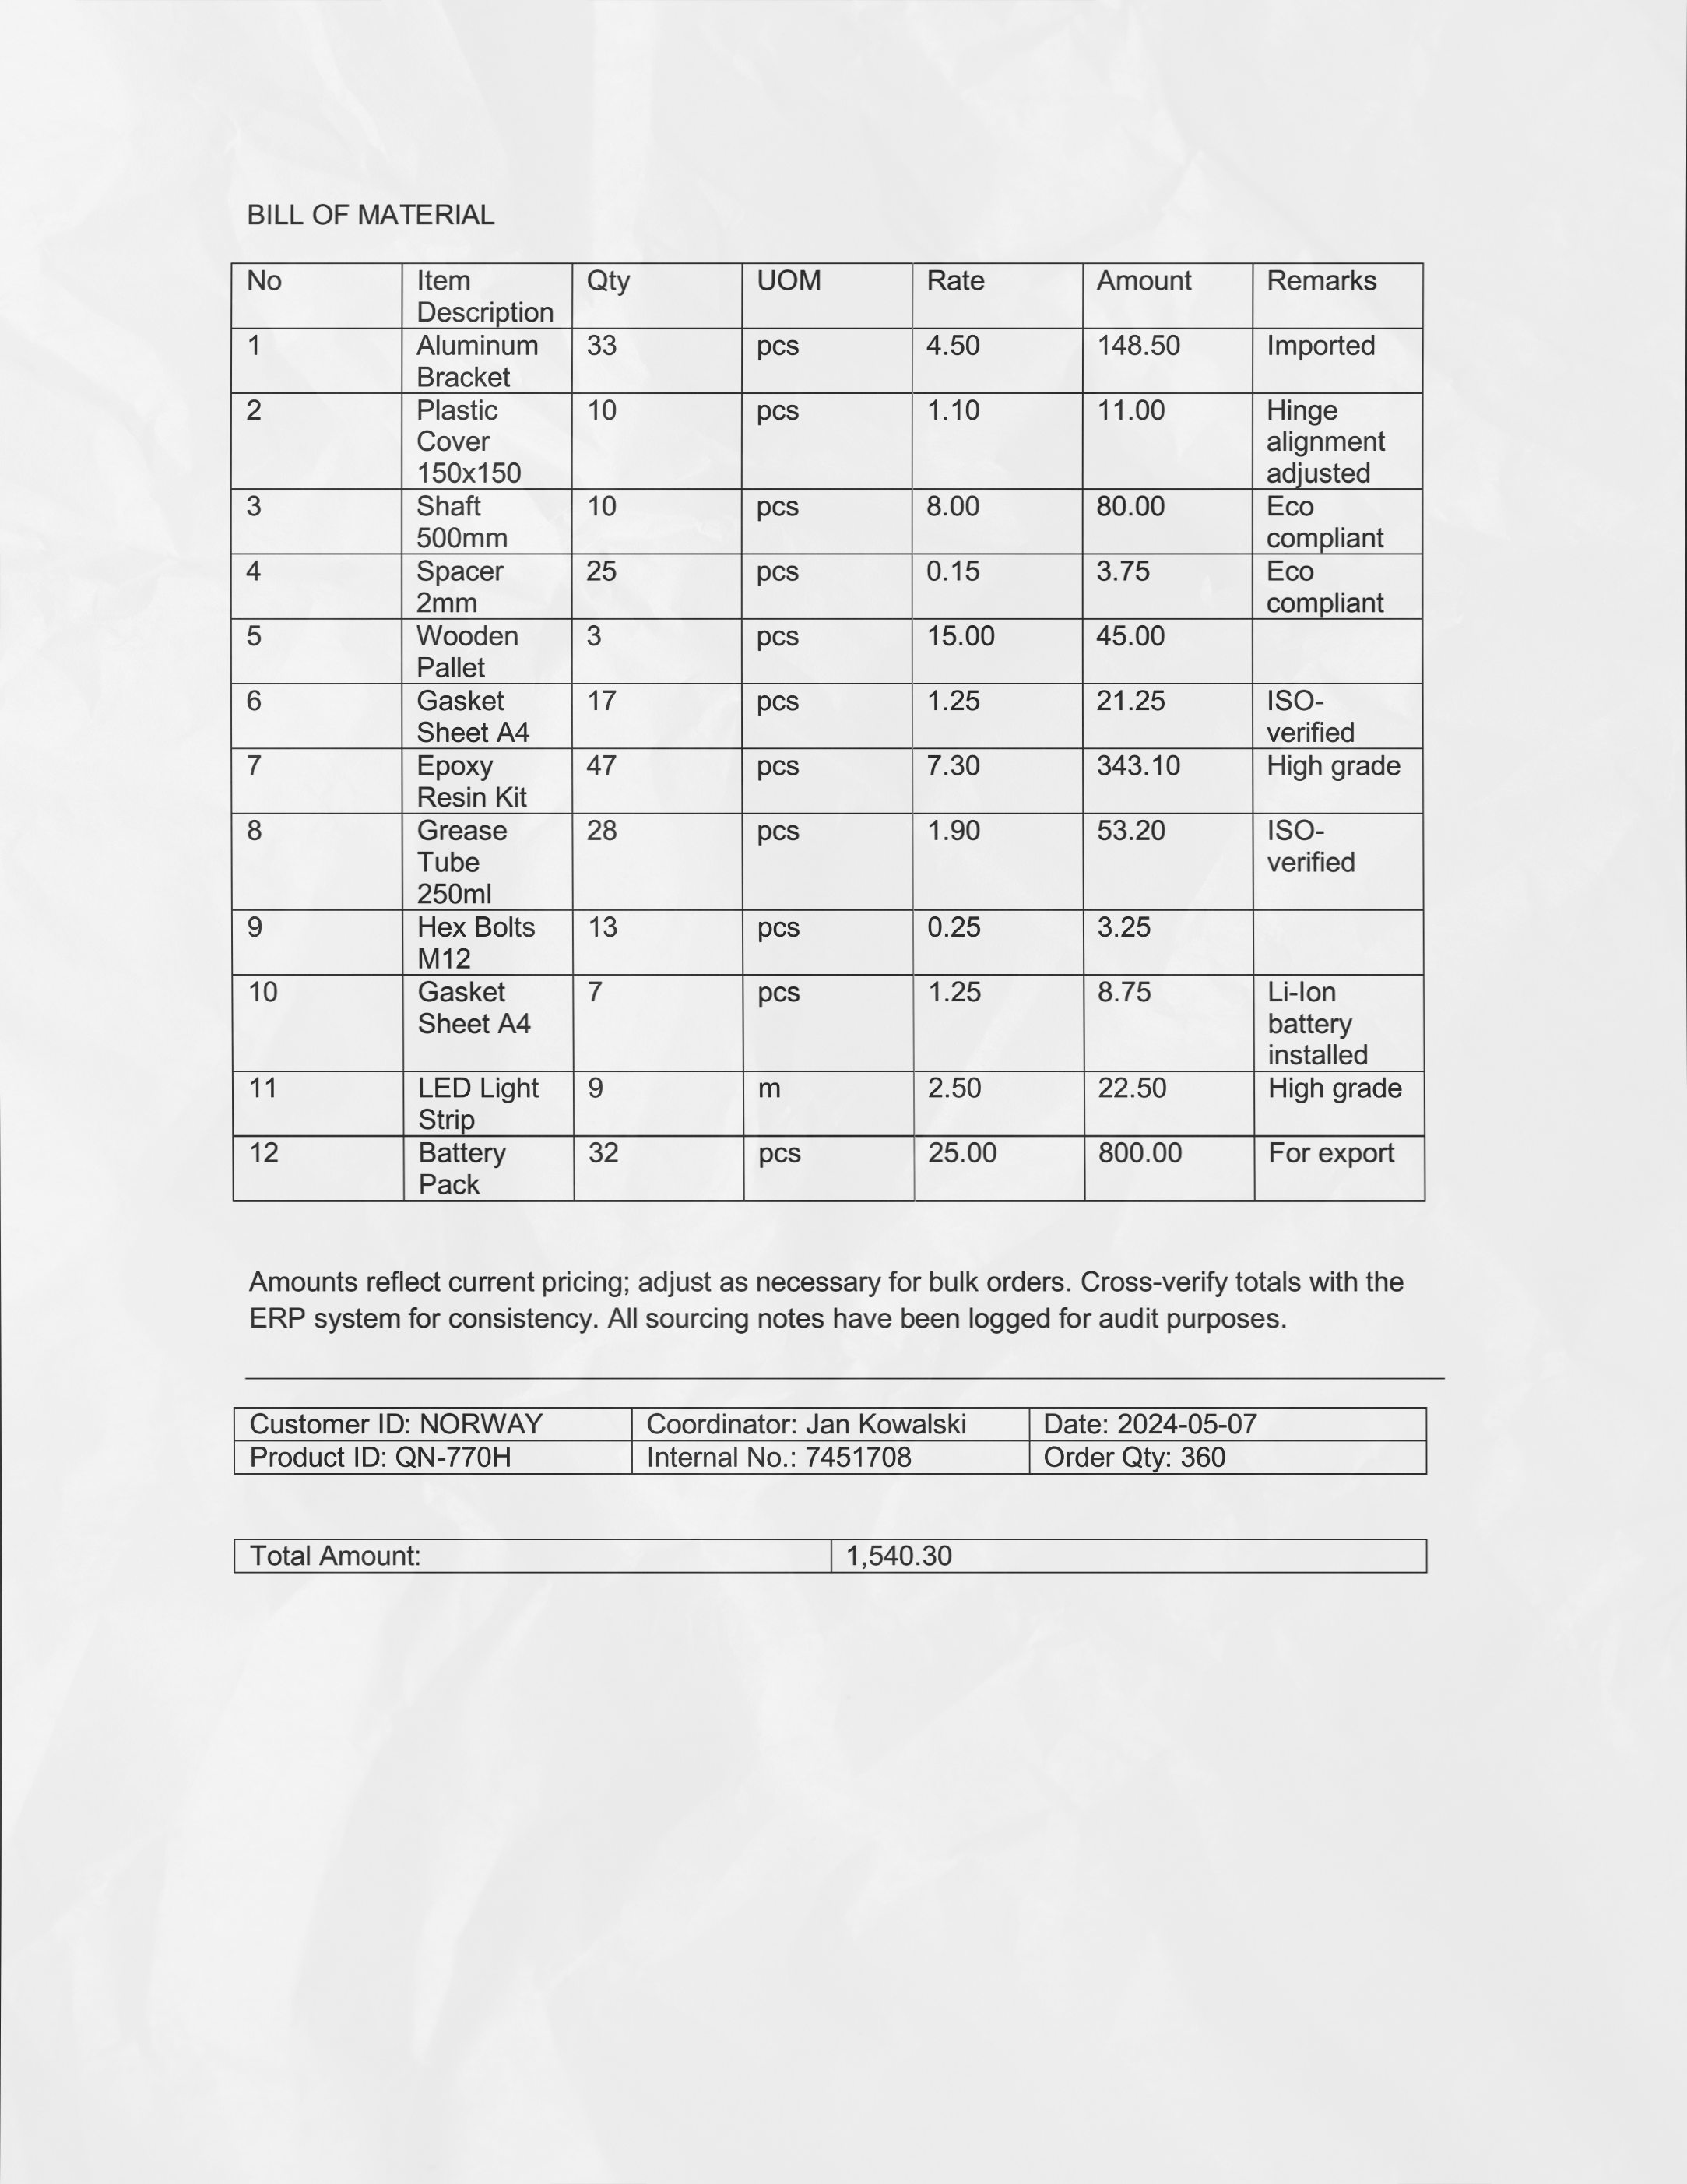 BILL OF MATERIAL
No Item Description Qty UOM Rate Amount Remarks
1 Aluminum Bracket 33 pcs 4.50 148.50 Imported
2 Plastic Cover 150x150 10 pcs 1.10 11.00 Hinge alignment adjusted
3 Shaft 500mm 10 pcs 8.00 80.00 Eco compliant
4 Spacer 2mm 25 pcs 0.15 3.75 Eco compliant
5 Wooden Pallet 3 pcs 15.00 45.00
6 Gasket Sheet A4 17 pcs 1.25 21.25 ISO-verified
7 Epoxy Resin Kit 47 pcs 7.30 343.10 High grade
8 Grease Tube 250ml 28 pcs 1.90 53.20 ISO-verified
9 Hex Bolts M12 13 pcs 0.25 3.25
10 Gasket Sheet A4 7 pcs 1.25 8.75 Li-Ion battery installed
11 LED Light Strip 9 m 2.50 22.50 High grade
12 Battery Pack 32 pcs 25.00 800.00 For export
Amounts reflect current pricing; adjust as necessary for bulk orders. Cross-verify totals with the
ERP system for consistency. All sourcing notes have been logged for audit purposes.
Customer ID: NORWAY Coordinator: Jan Kowalski Date: 2024-05-07
Product ID: QN-770H Internal No.: 7451708 Order Qty: 360
Total Amount: 1,540.30